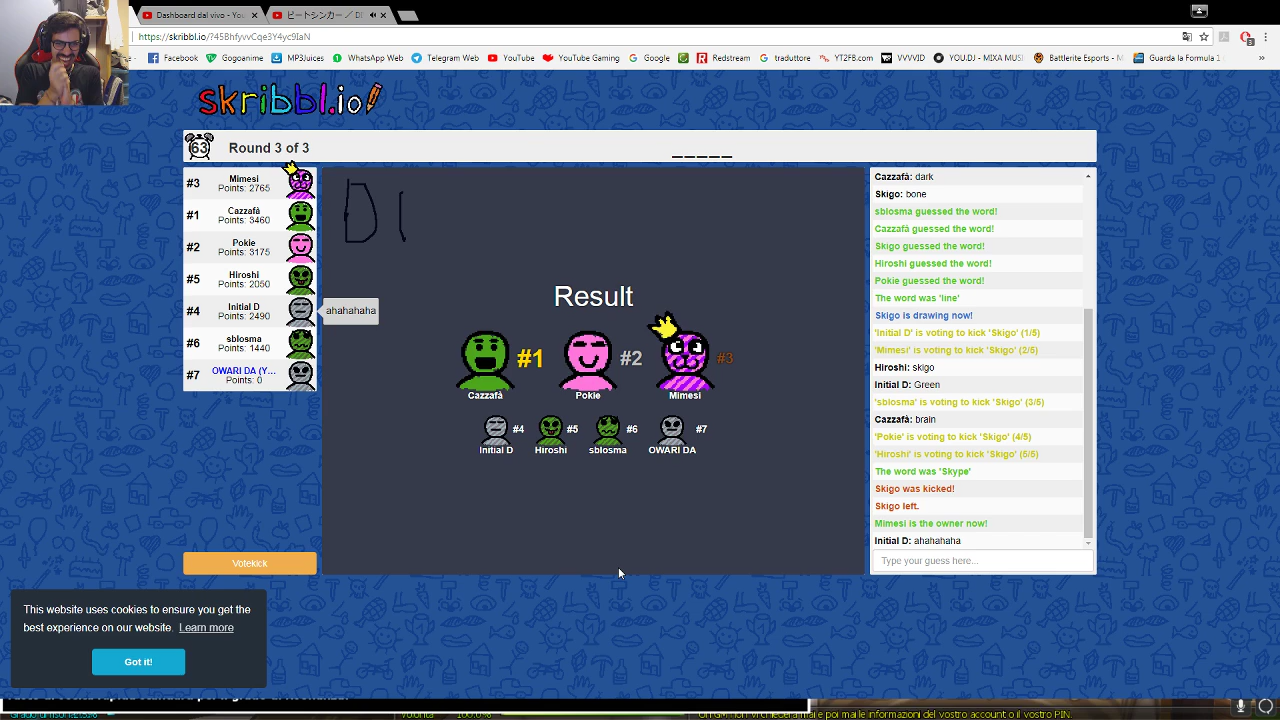 Dashboard dal vivo - You
ビートシンカー ／ D
https://skribbl.io/?45BhfyvvCqe3Y4yc9IaN
Facebook Gogoanime MP3Juices WhatsApp Web Telegram Web YouTube YouTube Gaming Google Redstream traduttore YT2FB.com VVVVID YOU.DJ - MIXA MUSI Battlerite Esports - M Guarda la Formula 1 »
skribbl.io
63 Round 3 of 3 _ _ _ _ _
#3 Mimesi
Points: 2765
#1 Cazzafà
Points: 3460
#2 Pokie
Points: 3175
#5 Hiroshi
Points: 2050
#4 Initial D
Points: 2490
ahahahaha
#6 sblosma
Points: 1440
#7 OWARI DA (Y...
Points: 0
Votekick
D
Result
#1 #2 #3
Cazzafà Pokie Mimesi
#4 #5 #6 #7
Initial D Hiroshi sblosma OWARI DA
Cazzafà: dark
Skigo: bone
sblosma guessed the word!
Cazzafà guessed the word!
Skigo guessed the word!
Hiroshi guessed the word!
Pokie guessed the word!
The word was 'line'
Skigo is drawing now!
'Initial D' is voting to kick 'Skigo' (1/5)
'Mimesi' is voting to kick 'Skigo' (2/5)
Hiroshi: skigo
Initial D: Green
'sblosma' is voting to kick 'Skigo' (3/5)
Cazzafà: brain
'Pokie' is voting to kick 'Skigo' (4/5)
'Hiroshi' is voting to kick 'Skigo' (5/5)
The word was 'Skype'
Skigo was kicked!
Skigo left.
Mimesi is the owner now!
Initial D: ahahahaha
Type your guess here...
This website uses cookies to ensure you get the
best experience on our website. Learn more
Got it!
Volontà 100.0%
vostro account o il vostro PIN.